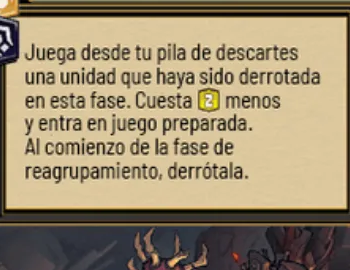 Juega desde tu pila de descartes
una unidad que haya sido derrotada
en esta fase. Cuesta 2 menos
y entra en juego preparada.
Al comienzo de la fase de
reagrupamiento, derrótala.